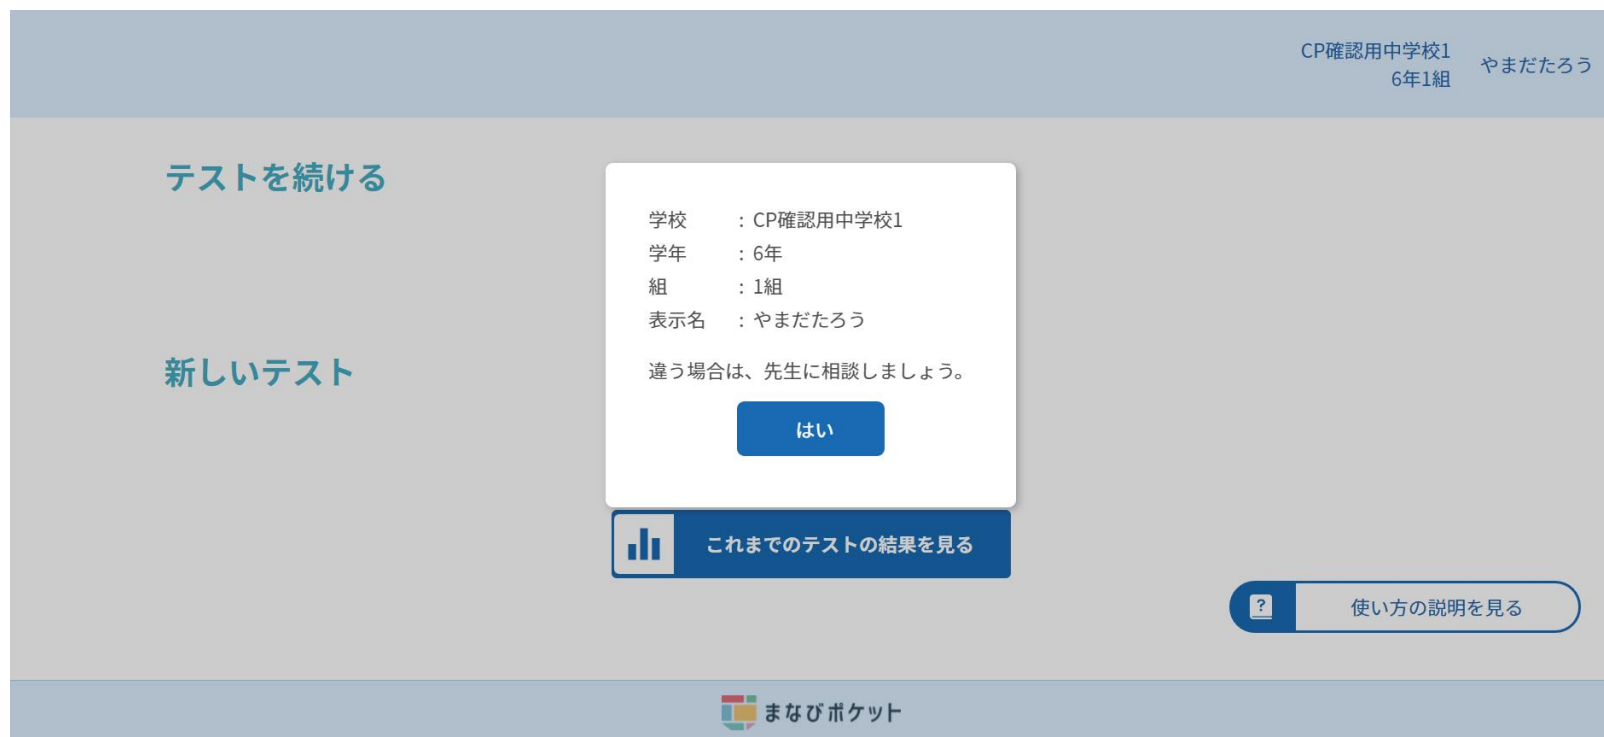 CP確認用中学校1
6年1組
やまだたろう
テストを続ける
学校 : CP確認用中学校1
学年 : 6年
組 : 1組
表示名 : やまだたろう
違う場合は、先生に相談しましょう。
はい
新しいテスト
これまでのテストの結果を見る
? 使い方の説明を見る
まなびポケット